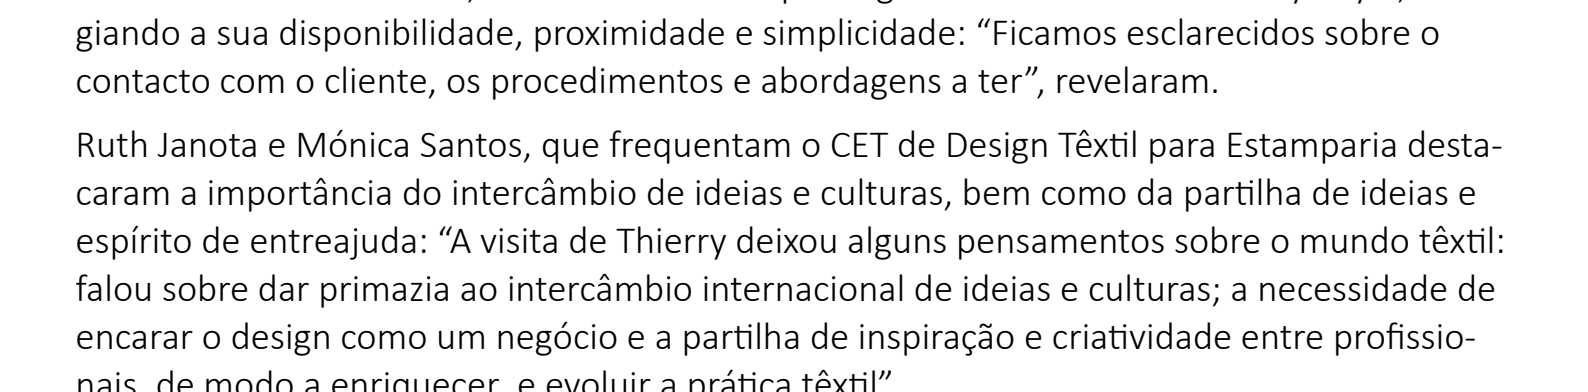 giando a sua disponibilidade, proximidade e simplicidade: “Ficamos esclarecidos sobre o
contacto com o cliente, os procedimentos e abordagens a ter”, revelaram.
Ruth Janota e Mónica Santos, que frequentam o CET de Design Têxtil para Estamparia desta-
caram a importância do intercâmbio de ideias e culturas, bem como da partilha de ideias e
espírito de entreajuda: “A visita de Thierry deixou alguns pensamentos sobre o mundo têxtil:
falou sobre dar primazia ao intercâmbio internacional de ideias e culturas; a necessidade de
encarar o design como um negócio e a partilha de inspiração e criatividade entre profissio-
nais, de modo a enriquecer, e evoluir a prática têxtil”